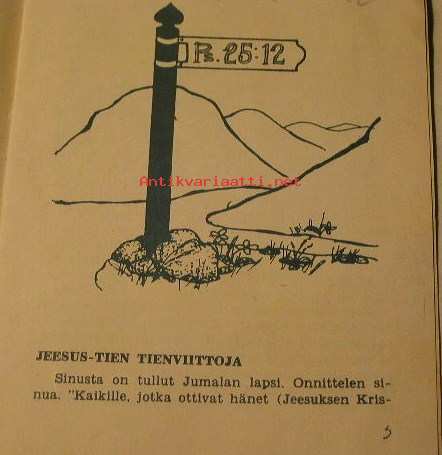 Ps. 25:12
Antikvariaatti.net
JEESUS-TIEN TIENVIITTOJA
Sinusta on tullut Jumalan lapsi. Onnittelen si-
nua. "Kaikille, jotka ottivat hänet (Jeesuksen Kris-
5